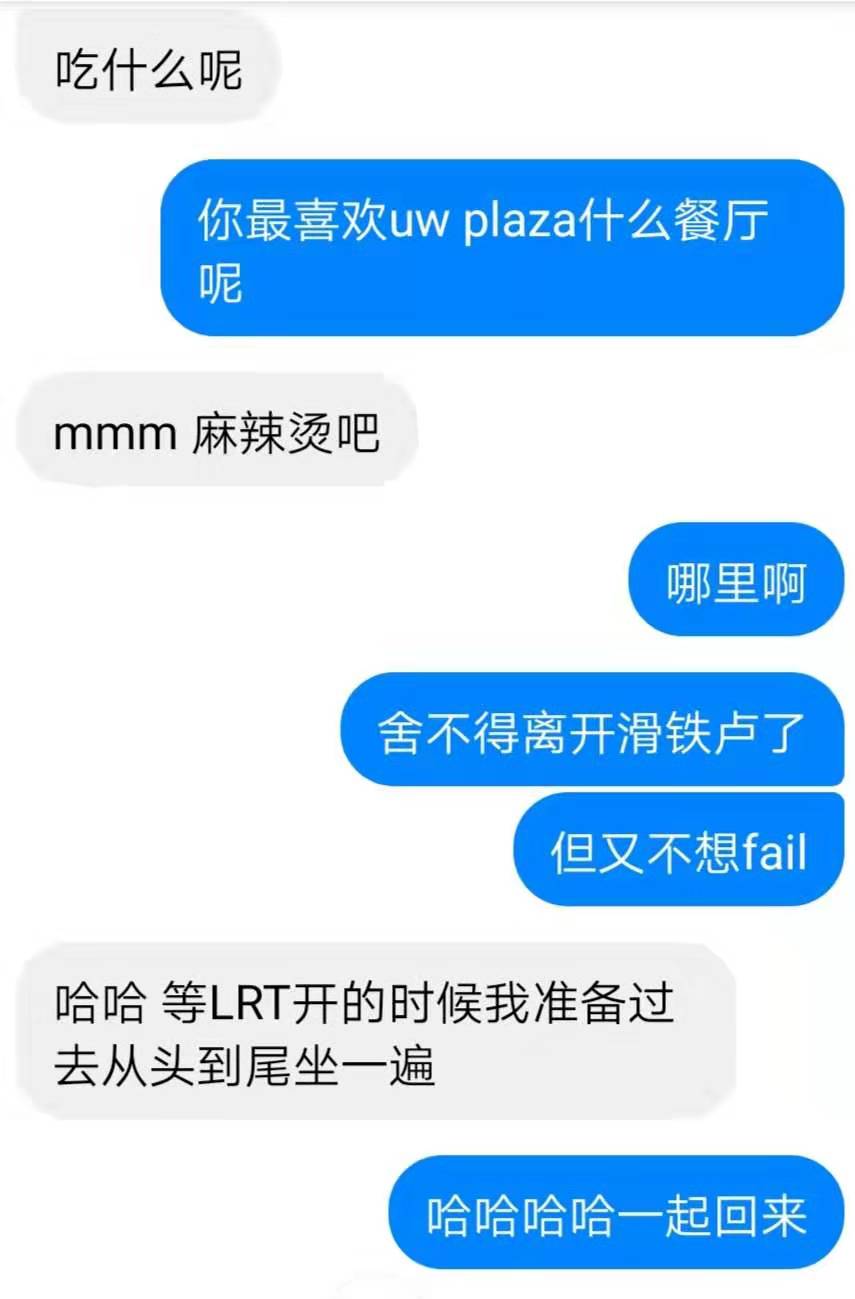 吃什么呢
你最喜欢uw plaza什么餐厅
呢
mmm 麻辣烫吧
哪里啊
舍不得离开滑铁卢了
但又不想fail
哈哈 等LRT开的时候我准备过
去从头到尾坐一遍
哈哈哈哈一起回来